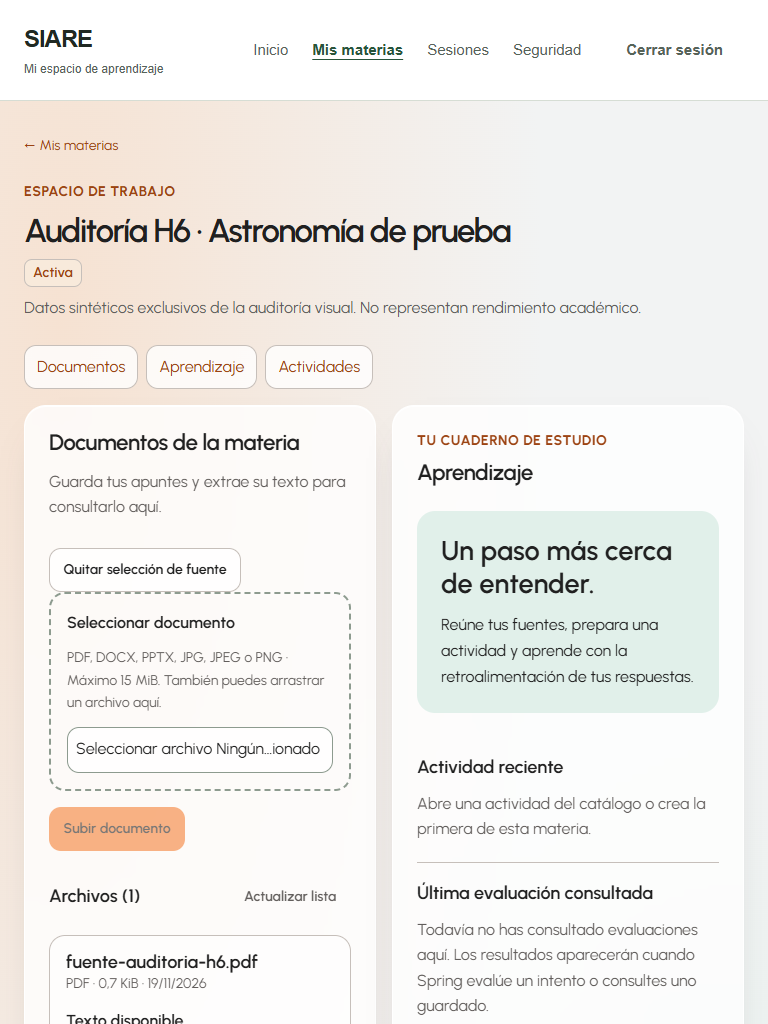 SIARE
Mi espacio de aprendizaje
Inicio
Mis materias
Sesiones
Seguridad
Cerrar sesión
← Mis materias
ESPACIO DE TRABAJO
Auditoría H6 · Astronomía de prueba
Activa
Datos sintéticos exclusivos de la auditoría visual. No representan rendimiento académico.
Documentos
Aprendizaje
Actividades
Documentos de la materia
Guarda tus apuntes y extrae su texto para
consultarlo aquí.
Quitar selección de fuente
Seleccionar documento
PDF, DOCX, PPTX, JPG, JPEG o PNG ·
Máximo 15 MiB. También puedes arrastrar
un archivo aquí.
Seleccionar archivo Ningún...ionado
Subir documento
Archivos (1)
Actualizar lista
fuente-auditoria-h6.pdf
PDF · 0,7 KiB · 19/11/2026
Texto disponible
TU CUADERNO DE ESTUDIO
Aprendizaje
Un paso más cerca
de entender.
Reúne tus fuentes, prepara una
actividad y aprende con la
retroalimentación de tus respuestas.
Actividad reciente
Abre una actividad del catálogo o crea la
primera de esta materia.
Última evaluación consultada
Todavía no has consultado evaluaciones
aquí. Los resultados aparecerán cuando
Spring evalúe un intento o consultes uno
guardado.